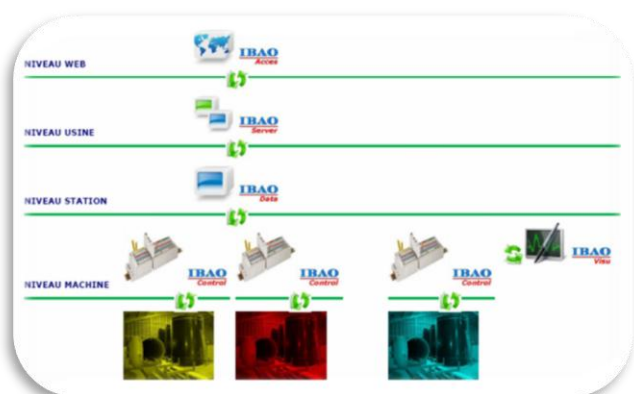 IBAO
Acces
NIVEAU WEB
IBAO
Server
NIVEAU USINE
IBAO
Data
NIVEAU STATION
IBAO
Visu
IBAO
Control
IBAO
Control
IBAO
Control
NIVEAU MACHINE